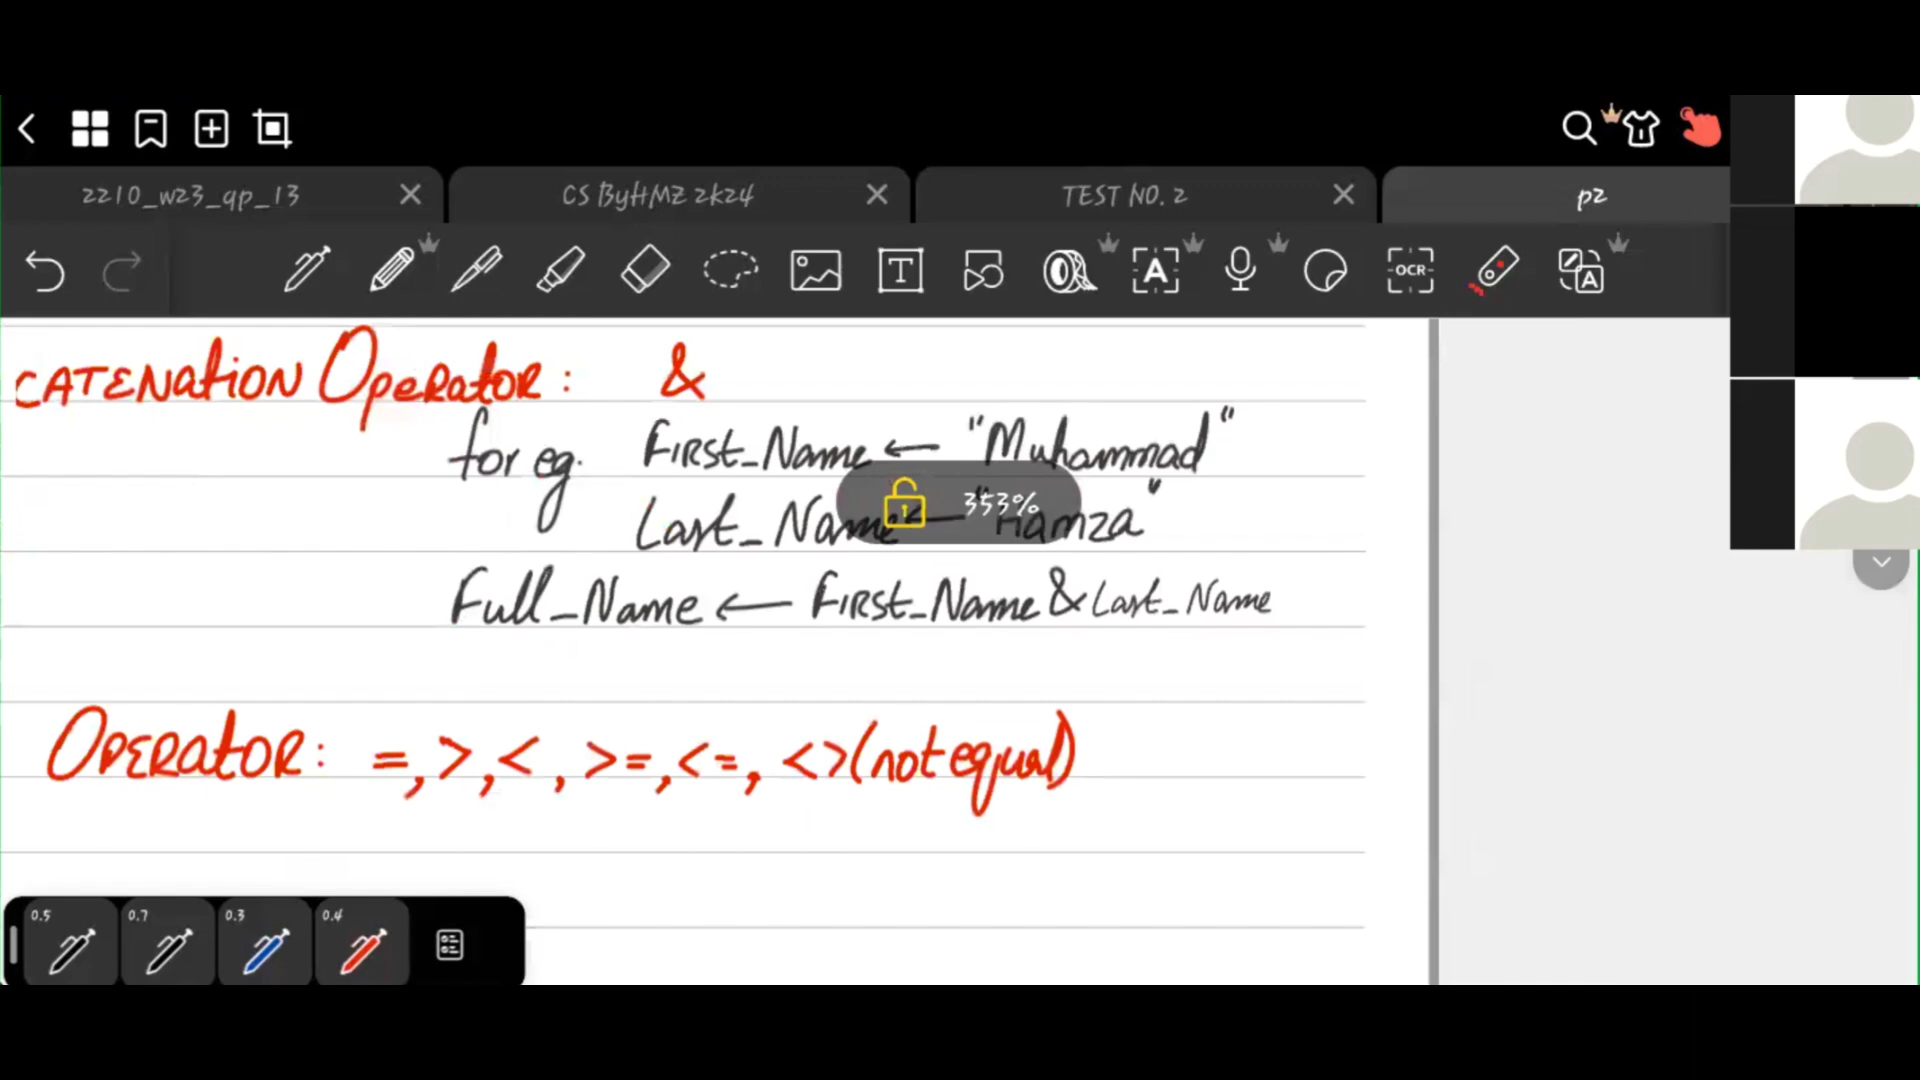 2210_w23_qp_13 CS ByHMZ 2k24 TEST NO. 2 p2
T A OCR A
CATENATION OPERATOR: &
for eg. First_Name ← "Muhammad"
353%
Last_Name ← "Hamza"
Full_Name ← First_Name & Last_Name
OPERATOR: =, >, <, >=, <=, <> (not equal)
0.5 0.7 0.3 0.4